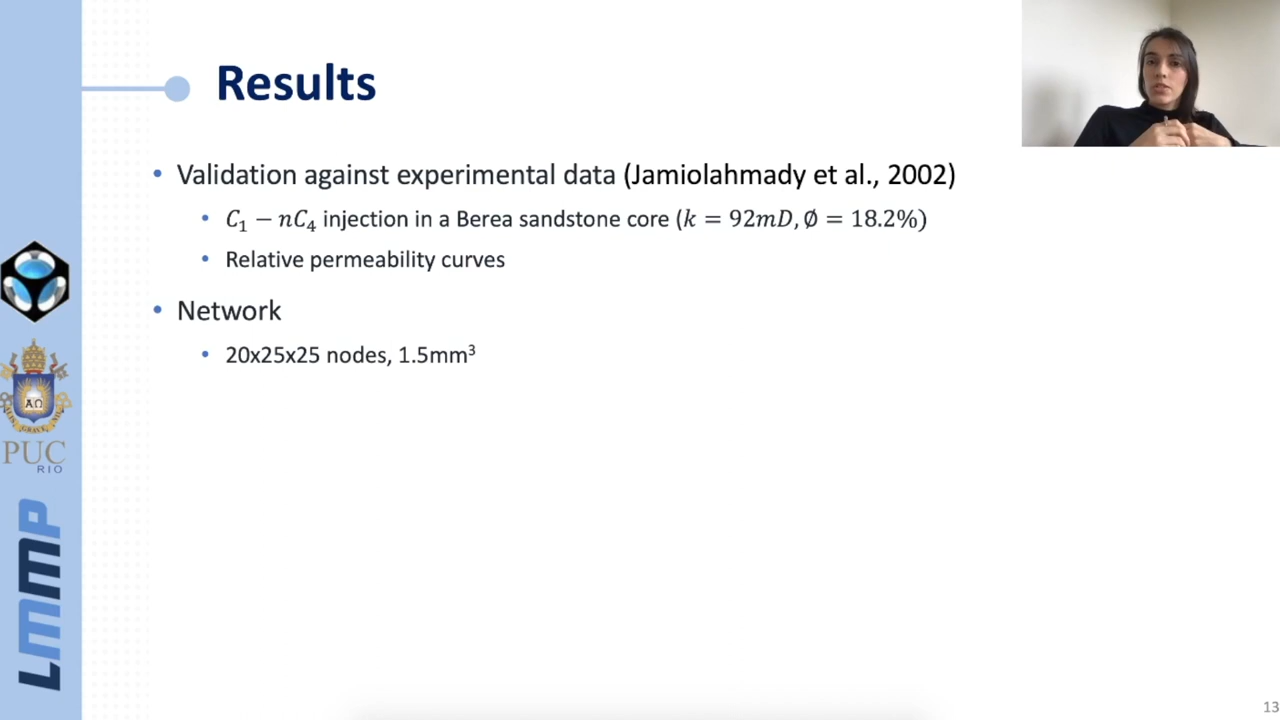 Results
• Validation against experimental data (Jamiolahmady et al., 2002)
• C₁ − nC₄ injection in a Berea sandstone core (k = 92mD, Ø = 18.2%)
• Relative permeability curves
• Network
• 20x25x25 nodes, 1.5mm³
ΑΩ
PUC
RIO
LMMP
13